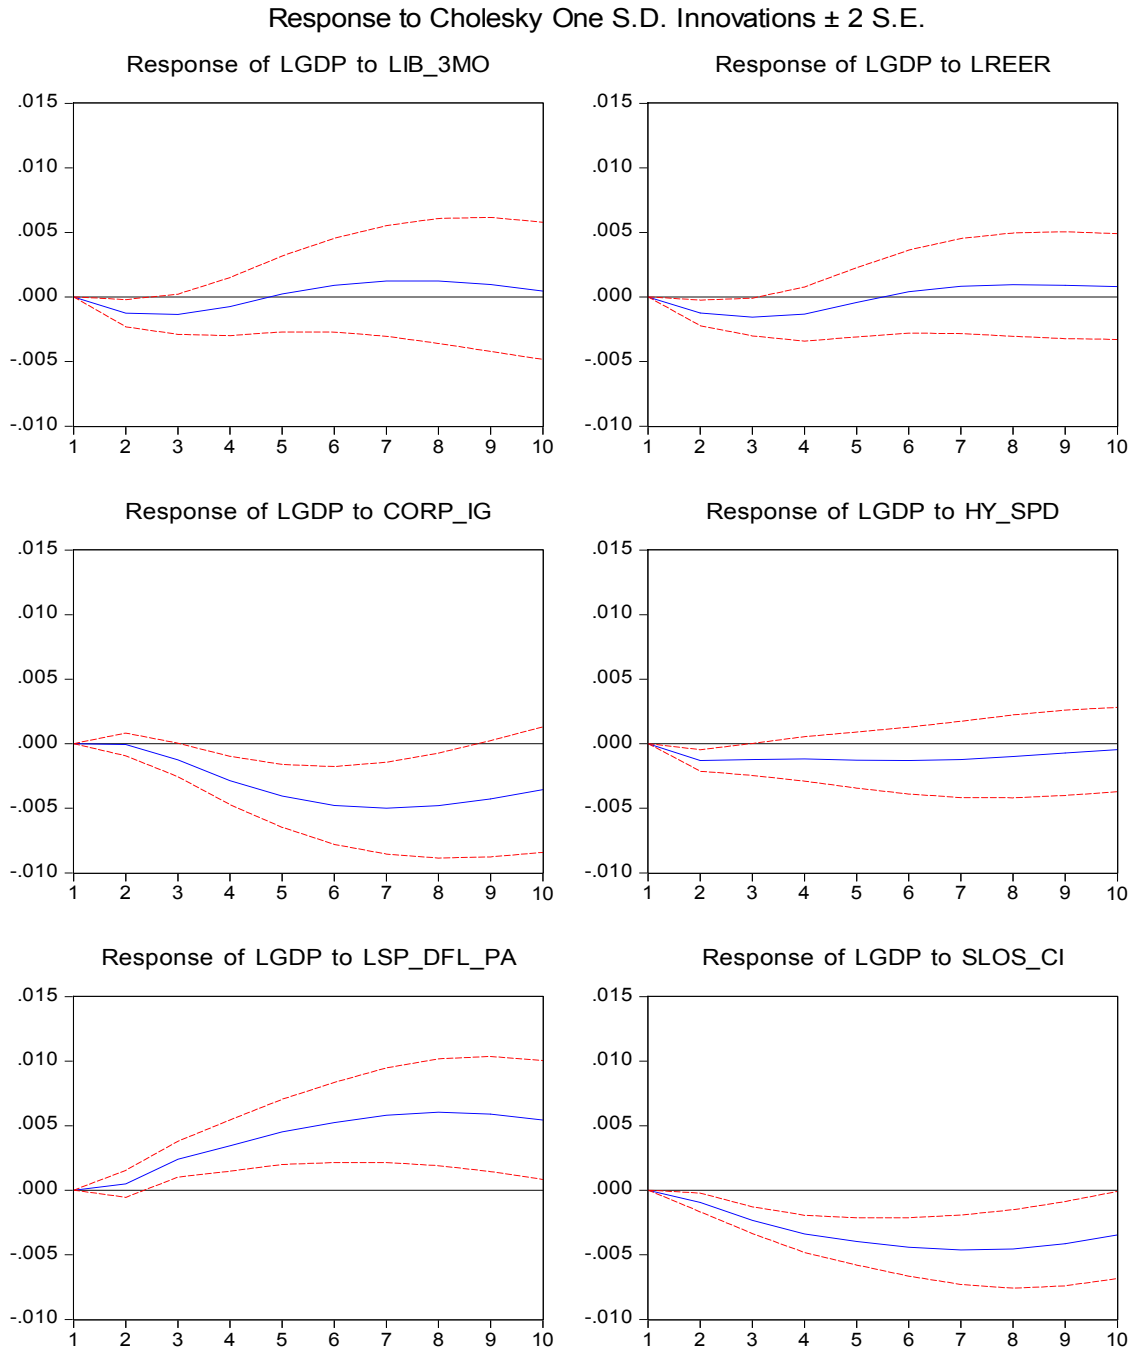 Response to Cholesky One S.D. Innovations ± 2 S.E.
Response of LGDP to LIB_3MO
.015
.010
.005
.000
-.005
-.010
1 2 3 4 5 6 7 8 9 10
Response of LGDP to LREER
.015
.010
.005
.000
-.005
-.010
1 2 3 4 5 6 7 8 9 10
Response of LGDP to CORP_IG
.015
.010
.005
.000
-.005
-.010
1 2 3 4 5 6 7 8 9 10
Response of LGDP to HY_SPD
.015
.010
.005
.000
-.005
-.010
1 2 3 4 5 6 7 8 9 10
Response of LGDP to LSP_DFL_PA
.015
.010
.005
.000
-.005
-.010
1 2 3 4 5 6 7 8 9 10
Response of LGDP to SLOS_CI
.015
.010
.005
.000
-.005
-.010
1 2 3 4 5 6 7 8 9 10